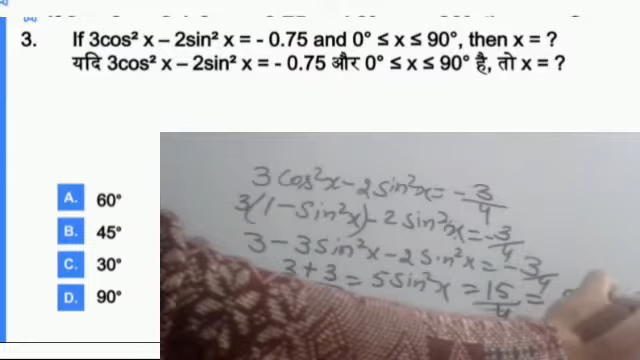 3. If 3cos² x – 2sin² x = - 0.75 and 0° ≤ x ≤ 90°, then x = ?
यदि 3cos² x – 2sin² x = - 0.75 और 0° ≤ x ≤ 90° है, तो x = ?
A. 60°
B. 45°
C. 30°
D. 90°
3 cos²x - 2 sin²x = - 3/4
3(1 - sin²x) - 2 sin²x = - 3/4
3 - 3 sin²x - 2 sin²x = - 3/4
3 + 3 = 5 sin²x = 15/4 =